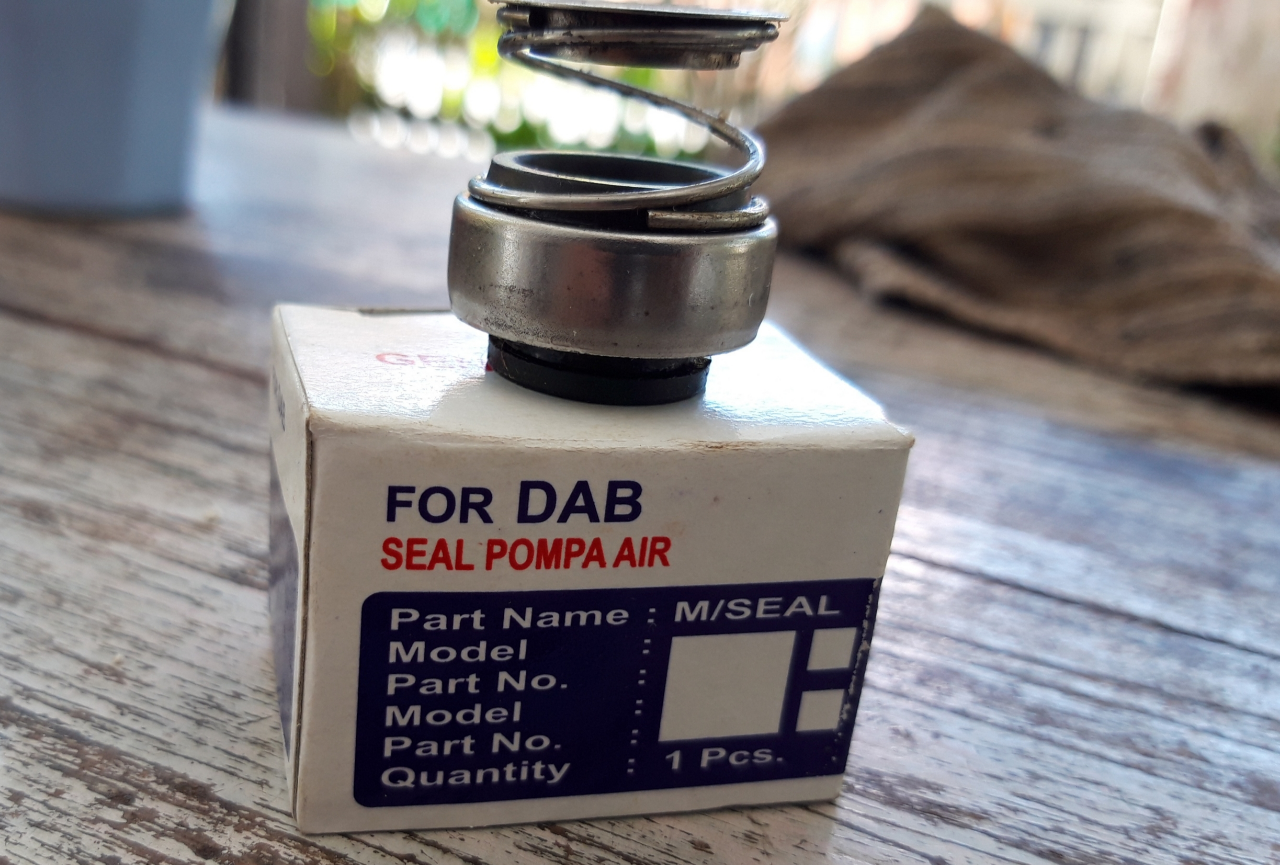 FOR DAB
SEAL POMPA AIR
Part Name : M/SEAL
Model :
Part No. :
Model :
Part No. :
Quantity : 1 Pcs.